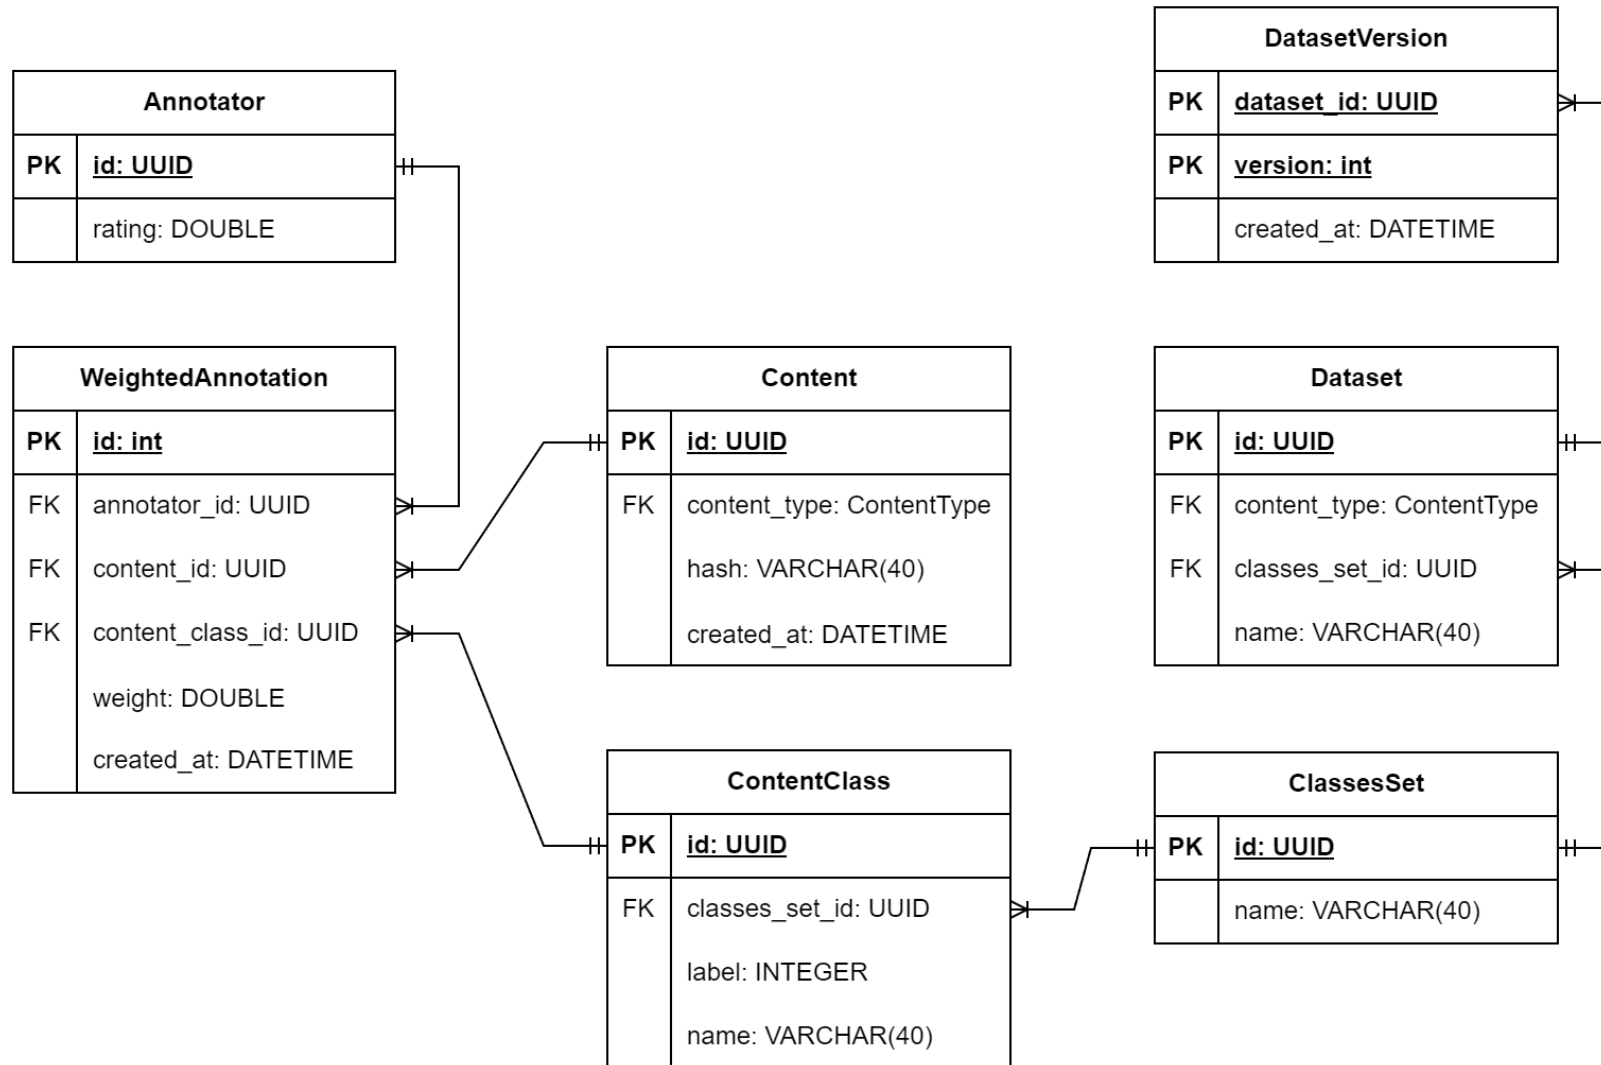 Annotator
PK id: UUID
rating: DOUBLE
WeightedAnnotation
PK id: int
FK annotator_id: UUID
FK content_id: UUID
FK content_class_id: UUID
weight: DOUBLE
created_at: DATETIME
Content
PK id: UUID
FK content_type: ContentType
hash: VARCHAR(40)
created_at: DATETIME
ContentClass
PK id: UUID
FK classes_set_id: UUID
label: INTEGER
name: VARCHAR(40)
DatasetVersion
PK dataset_id: UUID
PK version: int
created_at: DATETIME
Dataset
PK id: UUID
FK content_type: ContentType
FK classes_set_id: UUID
name: VARCHAR(40)
ClassesSet
PK id: UUID
name: VARCHAR(40)